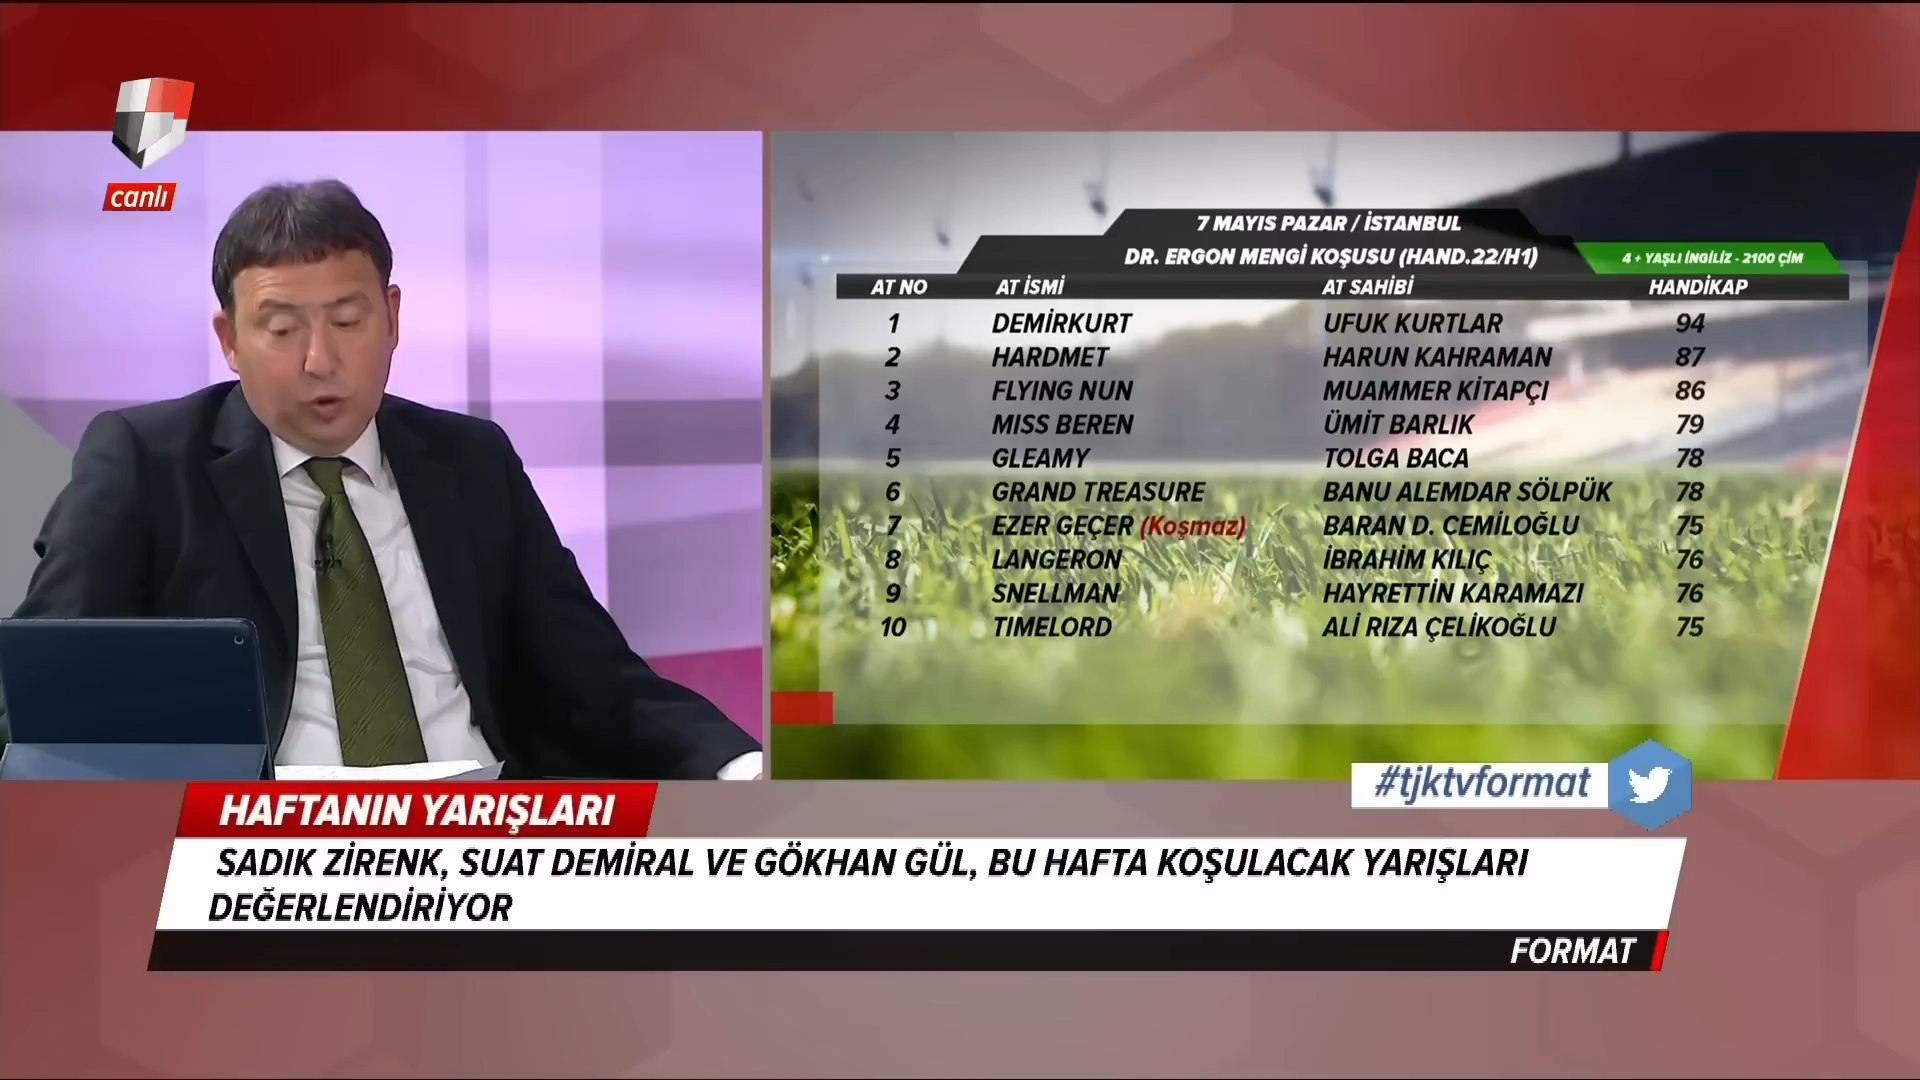 canlı
7 MAYIS PAZAR / İSTANBUL
DR. ERGON MENGİ KOŞUSU (HAND.22/H1)
4 + YAŞLI İNGİLİZ - 2100 ÇİM
AT NO AT İSMİ AT SAHİBİ HANDİKAP
1 DEMİRKURT UFUK KURTLAR 94
2 HARDMET HARUN KAHRAMAN 87
3 FLYING NUN MUAMMER KİTAPÇI 86
4 MISS BEREN ÜMİT BARLIK 79
5 GLEAMY TOLGA BACA 78
6 GRAND TREASURE BANU ALEMDAR SÖLPÜK 78
7 EZER GEÇER (Koşmaz) BARAN D. CEMİLOĞLU 75
8 LANGERON İBRAHİM KILIÇ 76
9 SNELLMAN HAYRETTİN KARAMAZI 76
10 TIMELORD ALİ RIZA ÇELİKOĞLU 75
#tjktvformat
HAFTANIN YARIŞLARI
SADIK ZİRENK, SUAT DEMİRAL VE GÖKHAN GÜL, BU HAFTA KOŞULACAK YARIŞLARI
DEĞERLENDİRİYOR
FORMAT